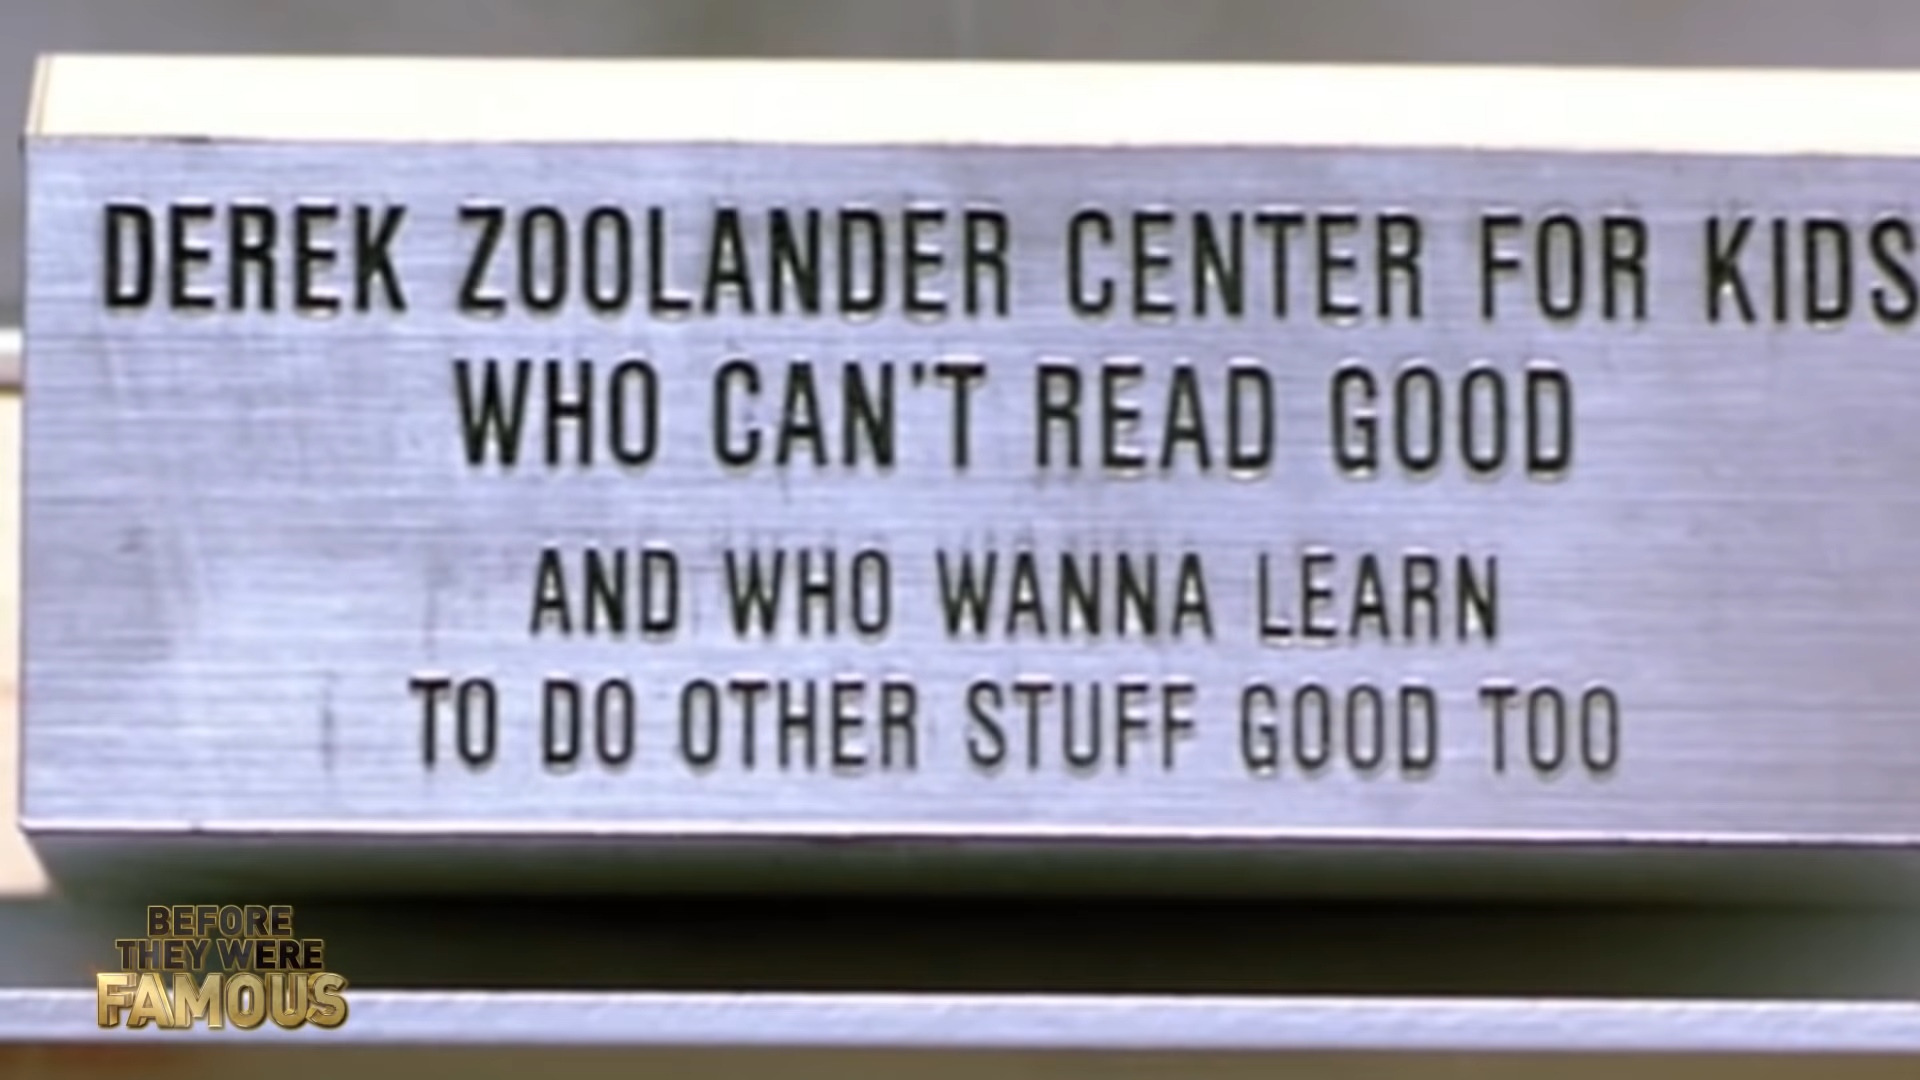 DEREK ZOOLANDER CENTER FOR KIDS
WHO CAN'T READ GOOD
AND WHO WANNA LEARN
TO DO OTHER STUFF GOOD TOO
BEFORE
THEY WERE
FAMOUS